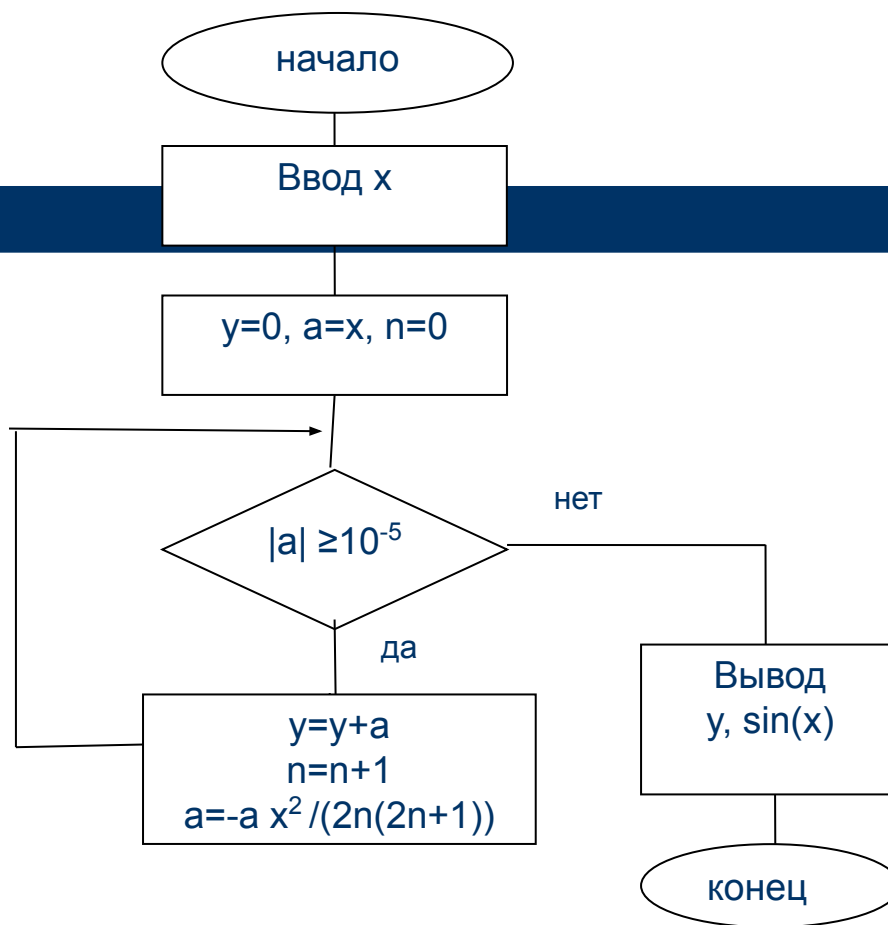 начало
Ввод x
y=0, a=x, n=0
|a| ≥10⁻⁵
нет
да
y=y+a
n=n+1
a=-a x² /(2n(2n+1))
Вывод
y, sin(x)
конец